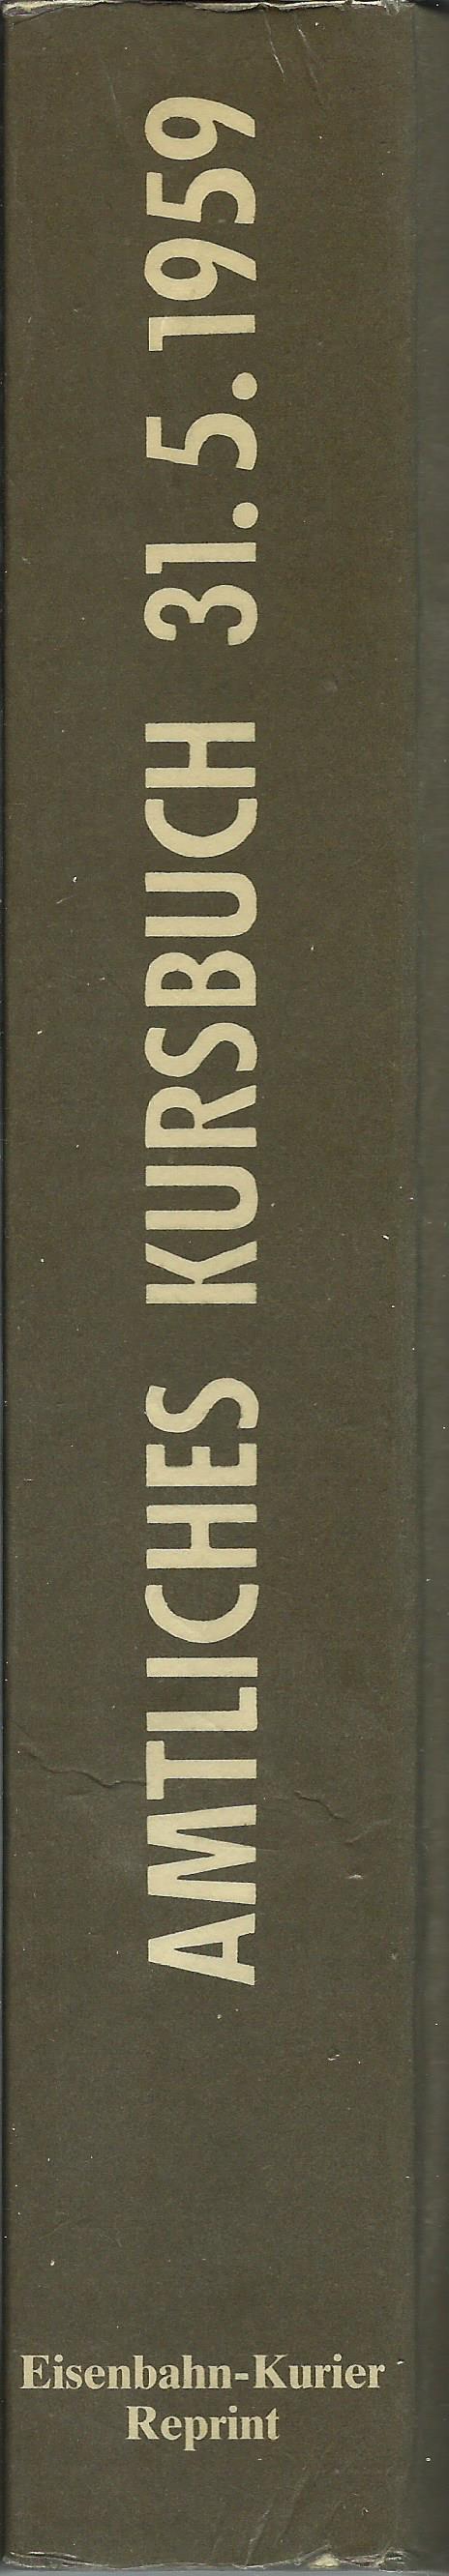 AMTLICHES KURSBUCH 31.5.1959
Eisenbahn-Kurier
Reprint